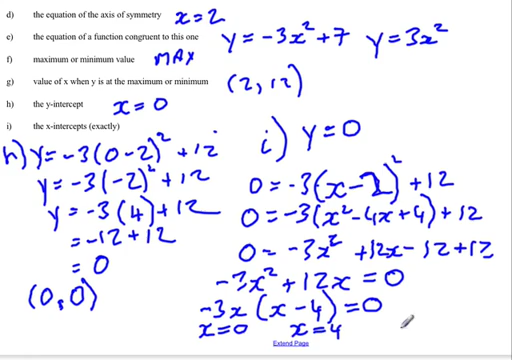 d) the equation of the axis of symmetry x = 2
e) the equation of a function congruent to this one y = -3x² + 7 y = 3x²
f) maximum or minimum value MAX
g) value of x when y is at the maximum or minimum (2, 12)
h) the y-intercept x = 0
i) the x-intercepts (exactly)
h) y = -3(0-2)² + 12
y = -3(-2)² + 12
y = -3(4) + 12
= -12 + 12
= 0
(0,0)
i) y = 0
0 = -3(x-2)² + 12
0 = -3(x² - 4x + 4) + 12
0 = -3x² + 12x - 12 + 12
-3x² + 12x = 0
-3x(x-4) = 0
x = 0 x = 4
Extend Page